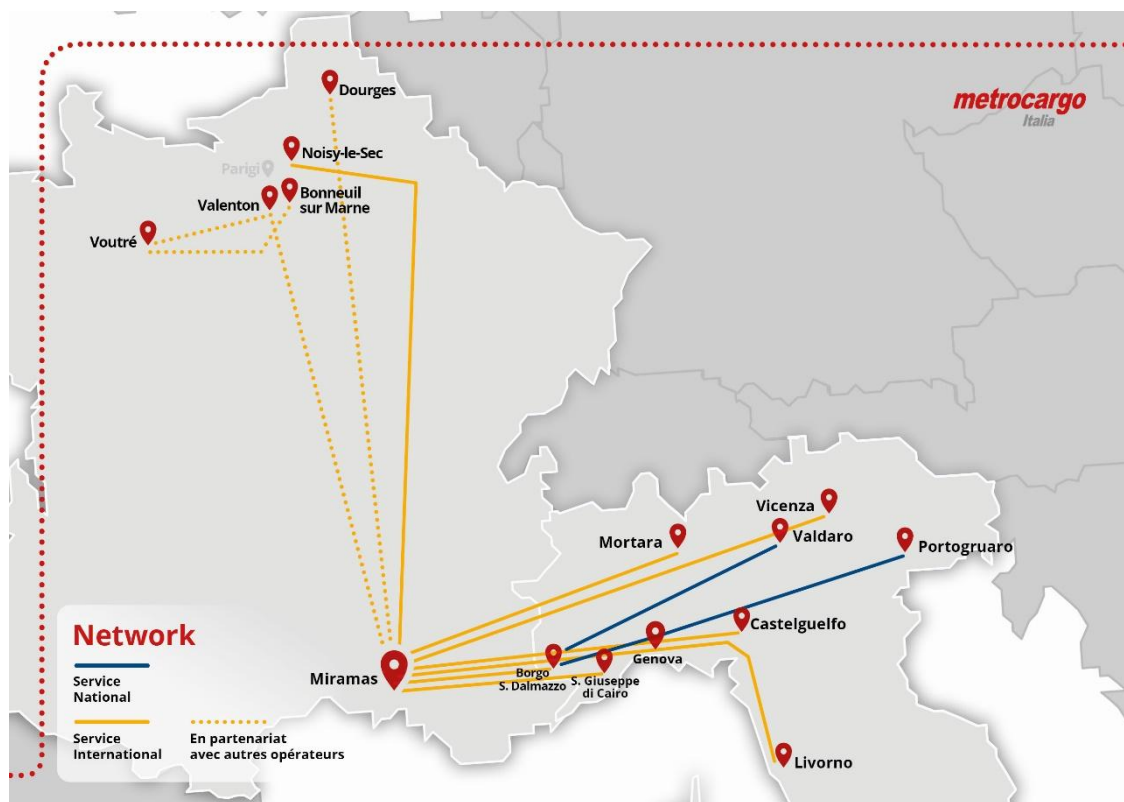 Dourges
metrocargo
Italia
Noisy-le-Sec
Parigi
Bonneuil
sur Marne
Valenton
Voutré
Vicenza
Valdaro
Mortara
Portogruaro
Castelguelfo
Genova
Borgo
S. Dalmazzo
S. Giuseppe
di Cairo
Miramas
Livorno
Network
Service
National
Service
International
En partenariat
avec autres opérateurs